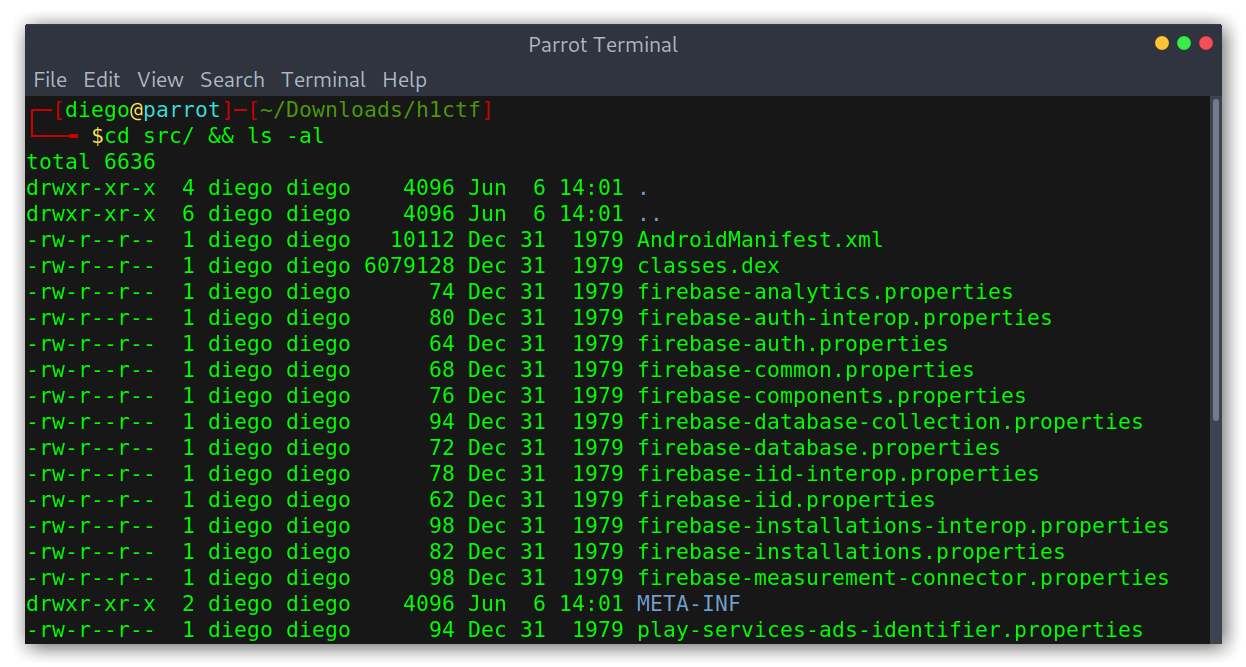 Parrot Terminal
File Edit View Search Terminal Help
┌─[diego@parrot]─[~/Downloads/h1ctf]
└──╼ $cd src/ && ls -al
total 6636
drwxr-xr-x  4 diego diego    4096 Jun  6 14:01 .
drwxr-xr-x  6 diego diego    4096 Jun  6 14:01 ..
-rw-r--r--  1 diego diego   10112 Dec 31  1979 AndroidManifest.xml
-rw-r--r--  1 diego diego 6079128 Dec 31  1979 classes.dex
-rw-r--r--  1 diego diego      74 Dec 31  1979 firebase-analytics.properties
-rw-r--r--  1 diego diego      80 Dec 31  1979 firebase-auth-interop.properties
-rw-r--r--  1 diego diego      64 Dec 31  1979 firebase-auth.properties
-rw-r--r--  1 diego diego      68 Dec 31  1979 firebase-common.properties
-rw-r--r--  1 diego diego      76 Dec 31  1979 firebase-components.properties
-rw-r--r--  1 diego diego      94 Dec 31  1979 firebase-database-collection.properties
-rw-r--r--  1 diego diego      72 Dec 31  1979 firebase-database.properties
-rw-r--r--  1 diego diego      78 Dec 31  1979 firebase-iid-interop.properties
-rw-r--r--  1 diego diego      62 Dec 31  1979 firebase-iid.properties
-rw-r--r--  1 diego diego      98 Dec 31  1979 firebase-installations-interop.properties
-rw-r--r--  1 diego diego      82 Dec 31  1979 firebase-installations.properties
-rw-r--r--  1 diego diego      98 Dec 31  1979 firebase-measurement-connector.properties
drwxr-xr-x  2 diego diego    4096 Jun  6 14:01 META-INF
-rw-r--r--  1 diego diego      94 Dec 31  1979 play-services-ads-identifier.properties